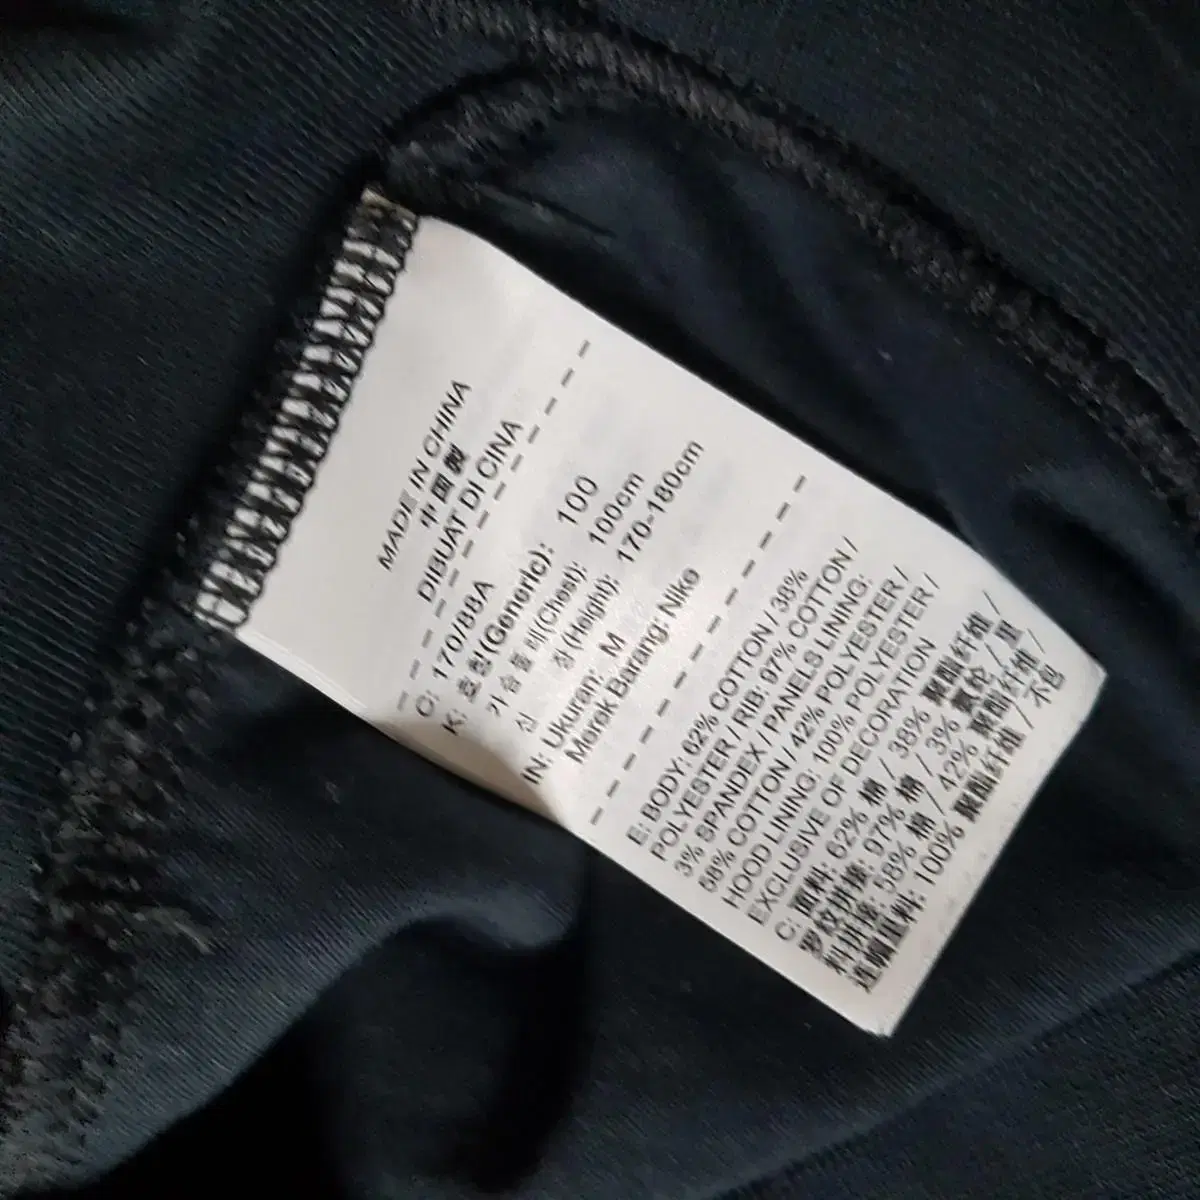 MADE IN CHINA
中国製
DIBUAT DI CINA
C: 170/88A
K: 호칭(Generic): 100
가슴둘레(Chest): 100cm
신 장(Height): 170-180cm
IN: Ukuran: M
Merek Barang: Nike
E: BODY: 62% COTTON / 38%
POLYESTER / RIB: 97% COTTON /
3% SPANDEX / PANELS LINING:
58% COTTON / 42% POLYESTER /
HOOD LINING: 100% POLYESTER /
EXCLUSIVE OF DECORATION
C: 面料: 62% 棉 / 38% 聚酯纤维 /
罗纹拼接: 97% 棉 / 3% 氨纶 /
58% 棉 / 42% 聚酯纤维 /
连帽里料: 100% 聚酯纤维 / 不包